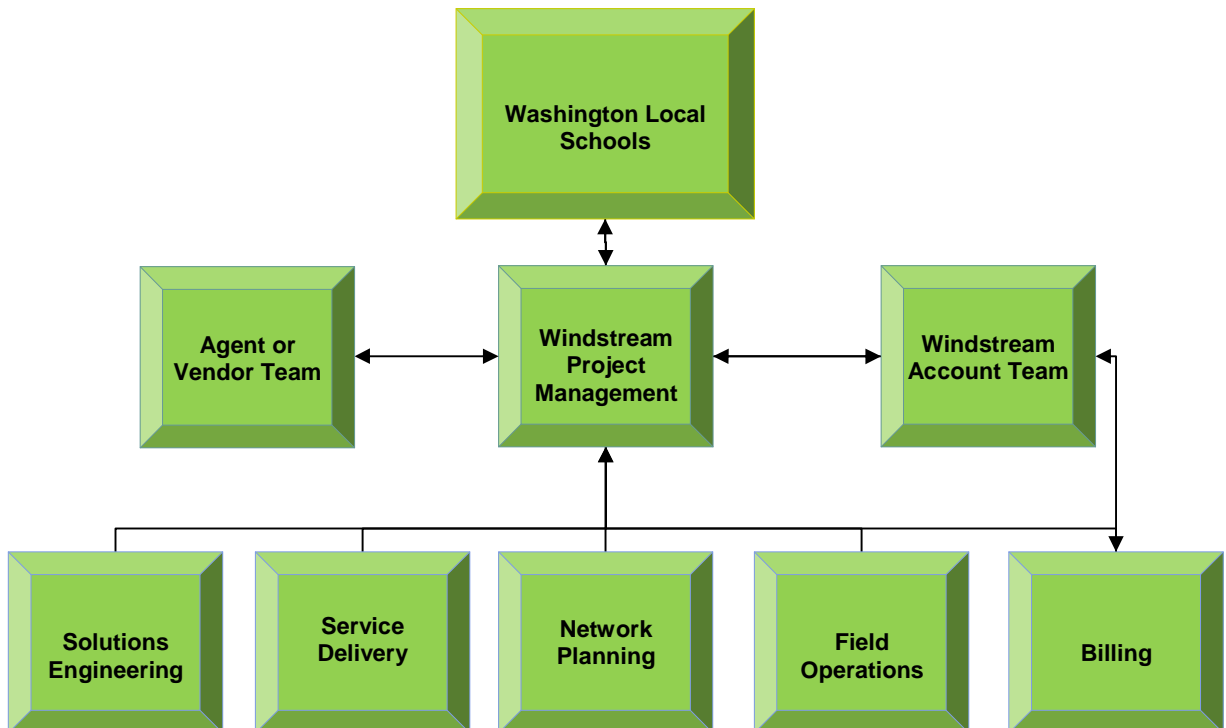 Washington Local
Schools
Agent or
Vendor Team
Windstream
Project
Management
Windstream
Account Team
Solutions
Engineering
Service
Delivery
Network
Planning
Field
Operations
Billing